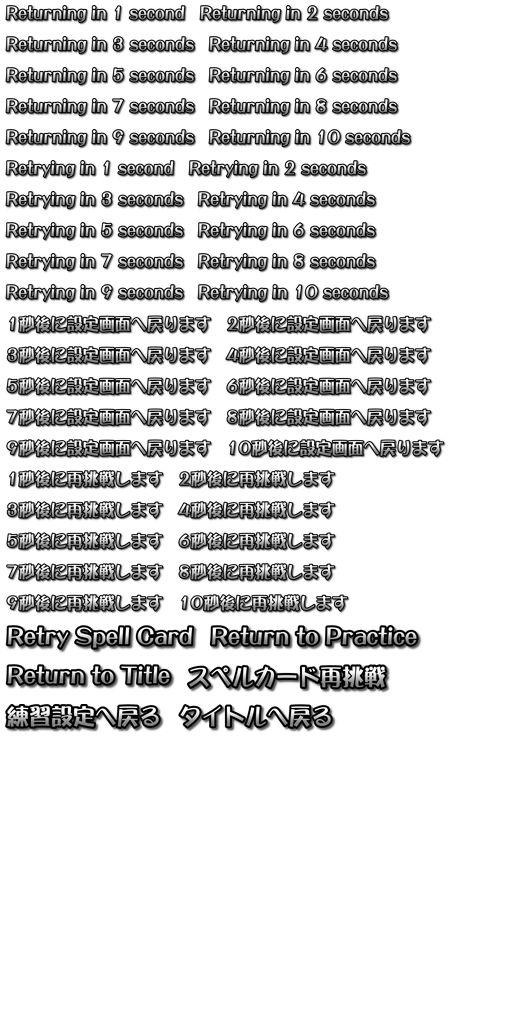 Returning in 1 second Returning in 2 seconds
Returning in 3 seconds Returning in 4 seconds
Returning in 5 seconds Returning in 6 seconds
Returning in 7 seconds Returning in 8 seconds
Returning in 9 seconds Returning in 10 seconds
Retrying in 1 second Retrying in 2 seconds
Retrying in 3 seconds Retrying in 4 seconds
Retrying in 5 seconds Retrying in 6 seconds
Retrying in 7 seconds Retrying in 8 seconds
Retrying in 9 seconds Retrying in 10 seconds
1秒後に設定画面へ戻ります 2秒後に設定画面へ戻ります
3秒後に設定画面へ戻ります 4秒後に設定画面へ戻ります
5秒後に設定画面へ戻ります 6秒後に設定画面へ戻ります
7秒後に設定画面へ戻ります 8秒後に設定画面へ戻ります
9秒後に設定画面へ戻ります 10秒後に設定画面へ戻ります
1秒後に再挑戦します 2秒後に再挑戦します
3秒後に再挑戦します 4秒後に再挑戦します
5秒後に再挑戦します 6秒後に再挑戦します
7秒後に再挑戦します 8秒後に再挑戦します
9秒後に再挑戦します 10秒後に再挑戦します
Retry Spell Card Return to Practice
Return to Title スペルカード再挑戦
練習設定へ戻る タイトルへ戻る